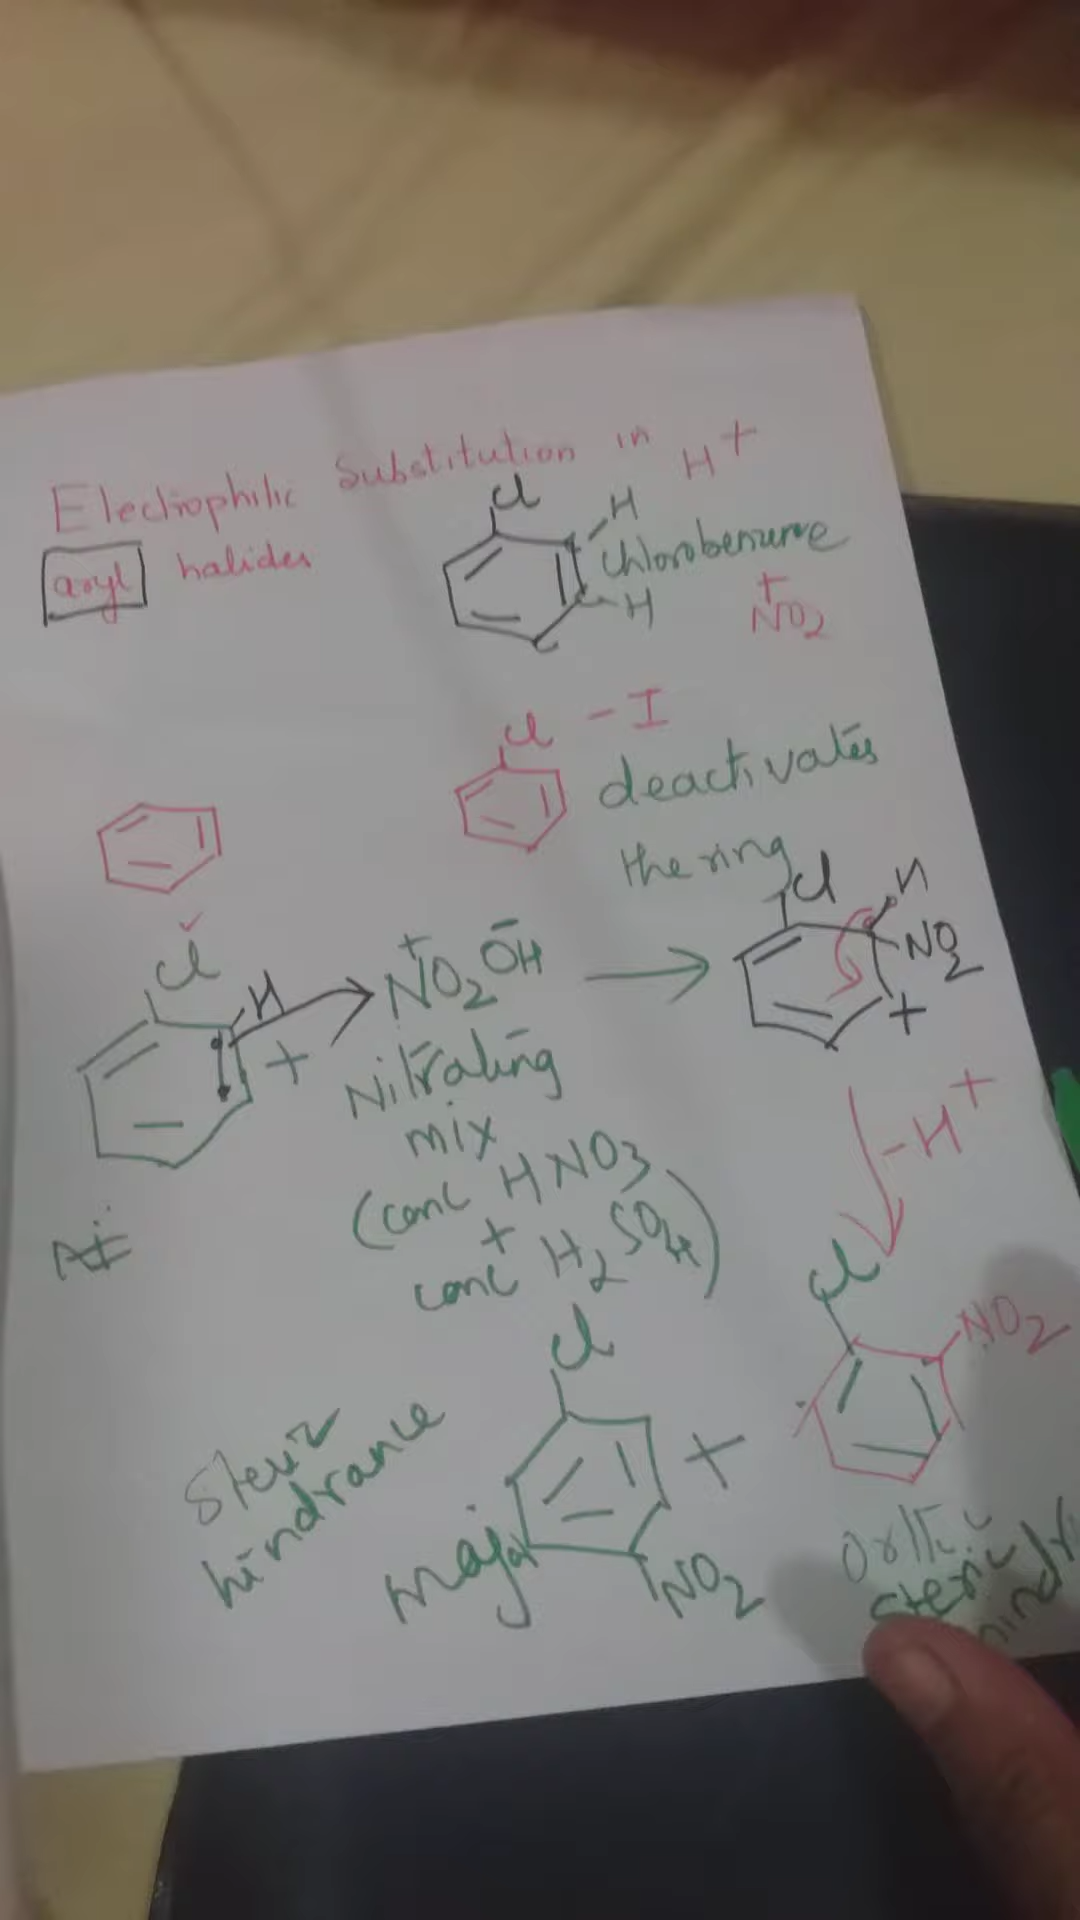 Electrophilic Substitution in H+
aryl halides
Cl
H
Chlorobenzene
H
+
NO2
Cl - I
deactivates
the ring
Cl
H
NO2
+
Cl
H
+
+
NO2 OH-
Nitrating
mix
(conc HNO3
+
conc H2SO4)
-H+
Cl
NO2
Cl
+
NO2
Major
Steric
hindrance
Ortho
steric